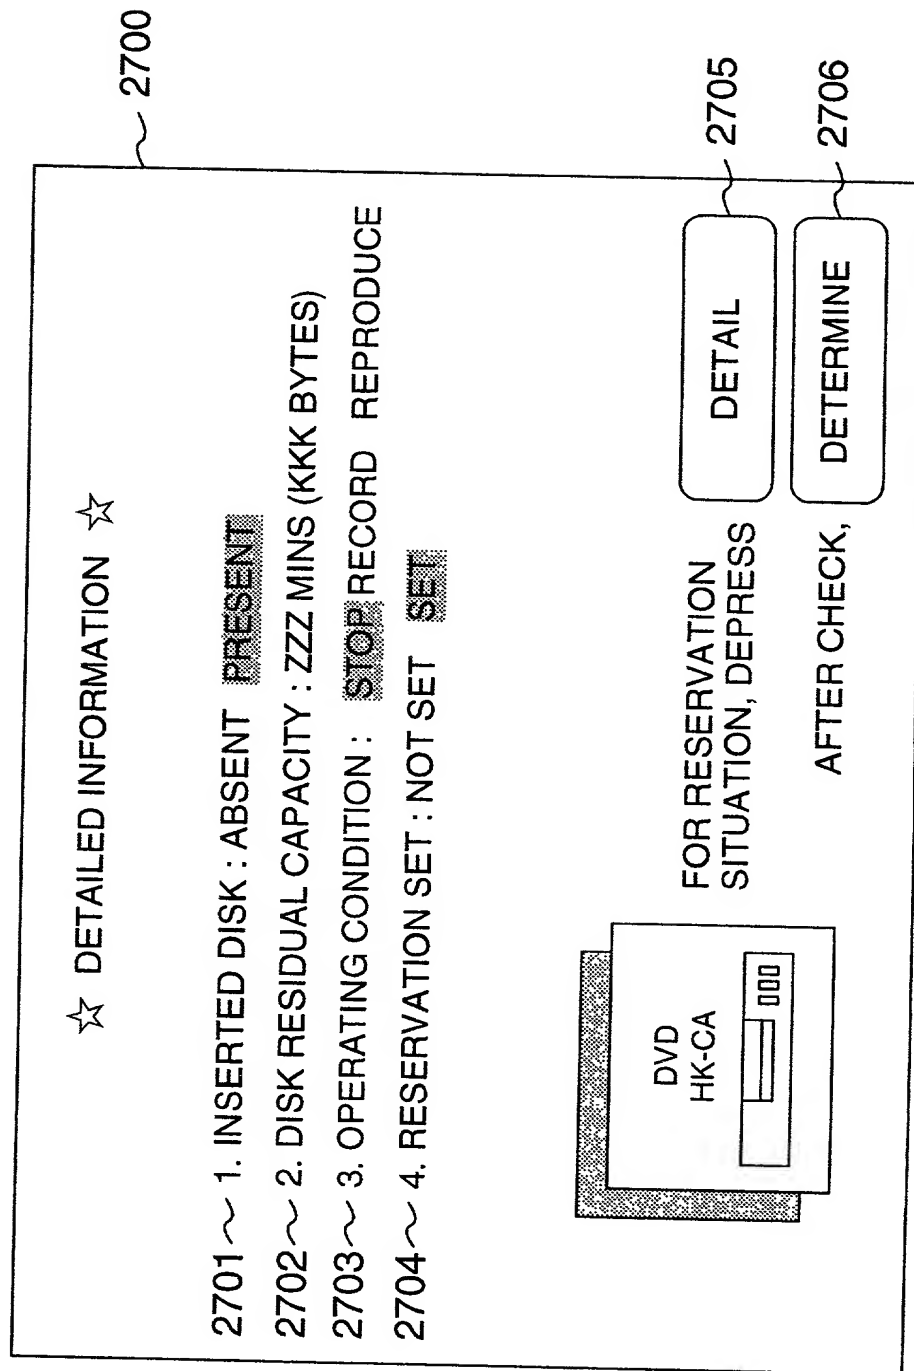 2700
☆ DETAILED INFORMATION ☆
2701 1. INSERTED DISK : ABSENT PRESENT
2702 2. DISK RESIDUAL CAPACITY : ZZZ MINS (KKK BYTES)
2703 3. OPERATING CONDITION : STOP RECORD REPRODUCE
2704 4. RESERVATION SET : NOT SET SET
DVD
HK-CA
FOR RESERVATION
SITUATION, DEPRESS DETAIL 2705
AFTER CHECK, DETERMINE 2706